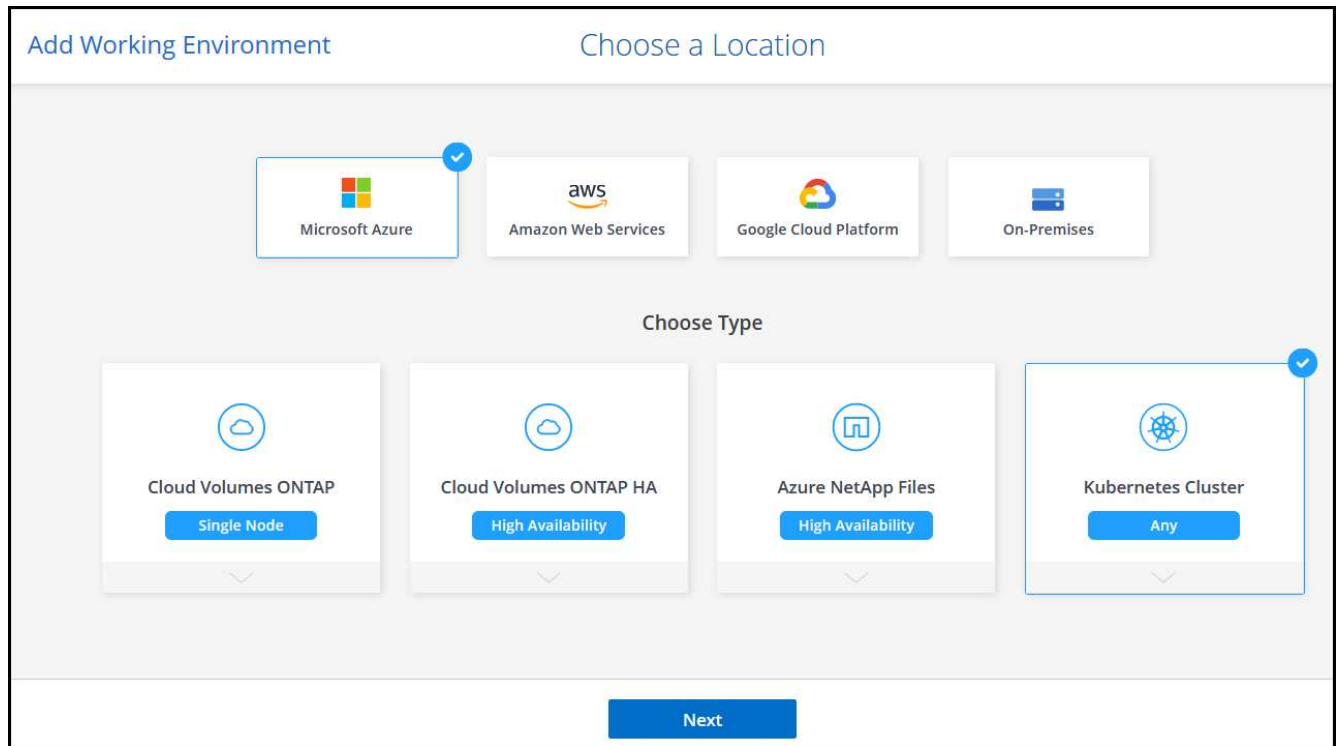 Add Working Environment
Choose a Location
aws
Microsoft Azure
Amazon Web Services
Google Cloud Platform
On-Premises
Choose Type
Cloud Volumes ONTAP
Cloud Volumes ONTAP HA
Azure NetApp Files
Kubernetes Cluster
Single Node
High Availability
High Availability
Any
Next